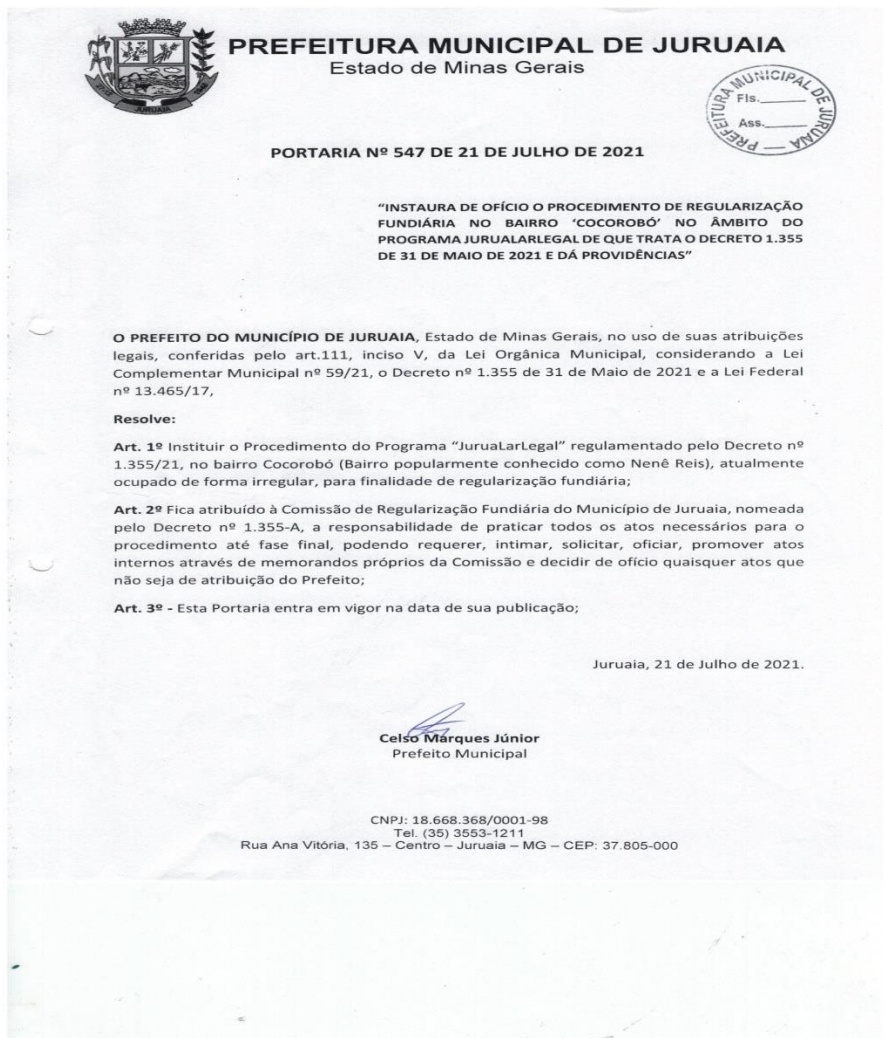 PREFEITURA MUNICIPAL DE JURUAIA
Estado de Minas Gerais
JURUAIA
PREFEITURA MUNICIPAL DE JURUAIA
Fls.______
Ass.______
PORTARIA Nº 547 DE 21 DE JULHO DE 2021
“INSTAURA DE OFÍCIO O PROCEDIMENTO DE REGULARIZAÇÃO
FUNDIÁRIA NO BAIRRO ‘COCOROBÓ’ NO ÂMBITO DO
PROGRAMA JURUALARLEGAL DE QUE TRATA O DECRETO 1.355
DE 31 DE MAIO DE 2021 E DÁ PROVIDÊNCIAS”
O PREFEITO DO MUNICÍPIO DE JURUAIA, Estado de Minas Gerais, no uso de suas atribuições
legais, conferidas pelo art.111, inciso V, da Lei Orgânica Municipal, considerando a Lei
Complementar Municipal nº 59/21, o Decreto nº 1.355 de 31 de Maio de 2021 e a Lei Federal
nº 13.465/17,
Resolve:
Art. 1º Instituir o Procedimento do Programa “JuruaLarLegal” regulamentado pelo Decreto nº
1.355/21, no bairro Cocorobó (Bairro popularmente conhecido como Nenê Reis), atualmente
ocupado de forma irregular, para finalidade de regularização fundiária;
Art. 2º Fica atribuído à Comissão de Regularização Fundiária do Município de Juruaia, nomeada
pelo Decreto nº 1.355-A, a responsabilidade de praticar todos os atos necessários para o
procedimento até fase final, podendo requerer, intimar, solicitar, oficiar, promover atos
internos através de memorandos próprios da Comissão e decidir de ofício quaisquer atos que
não seja de atribuição do Prefeito;
Art. 3º - Esta Portaria entra em vigor na data de sua publicação;
Juruaia, 21 de Julho de 2021.
Celso Marques Júnior
Prefeito Municipal
CNPJ: 18.668.368/0001-98
Tel. (35) 3553-1211
Rua Ana Vitória, 135 – Centro – Juruaia – MG – CEP: 37.805-000